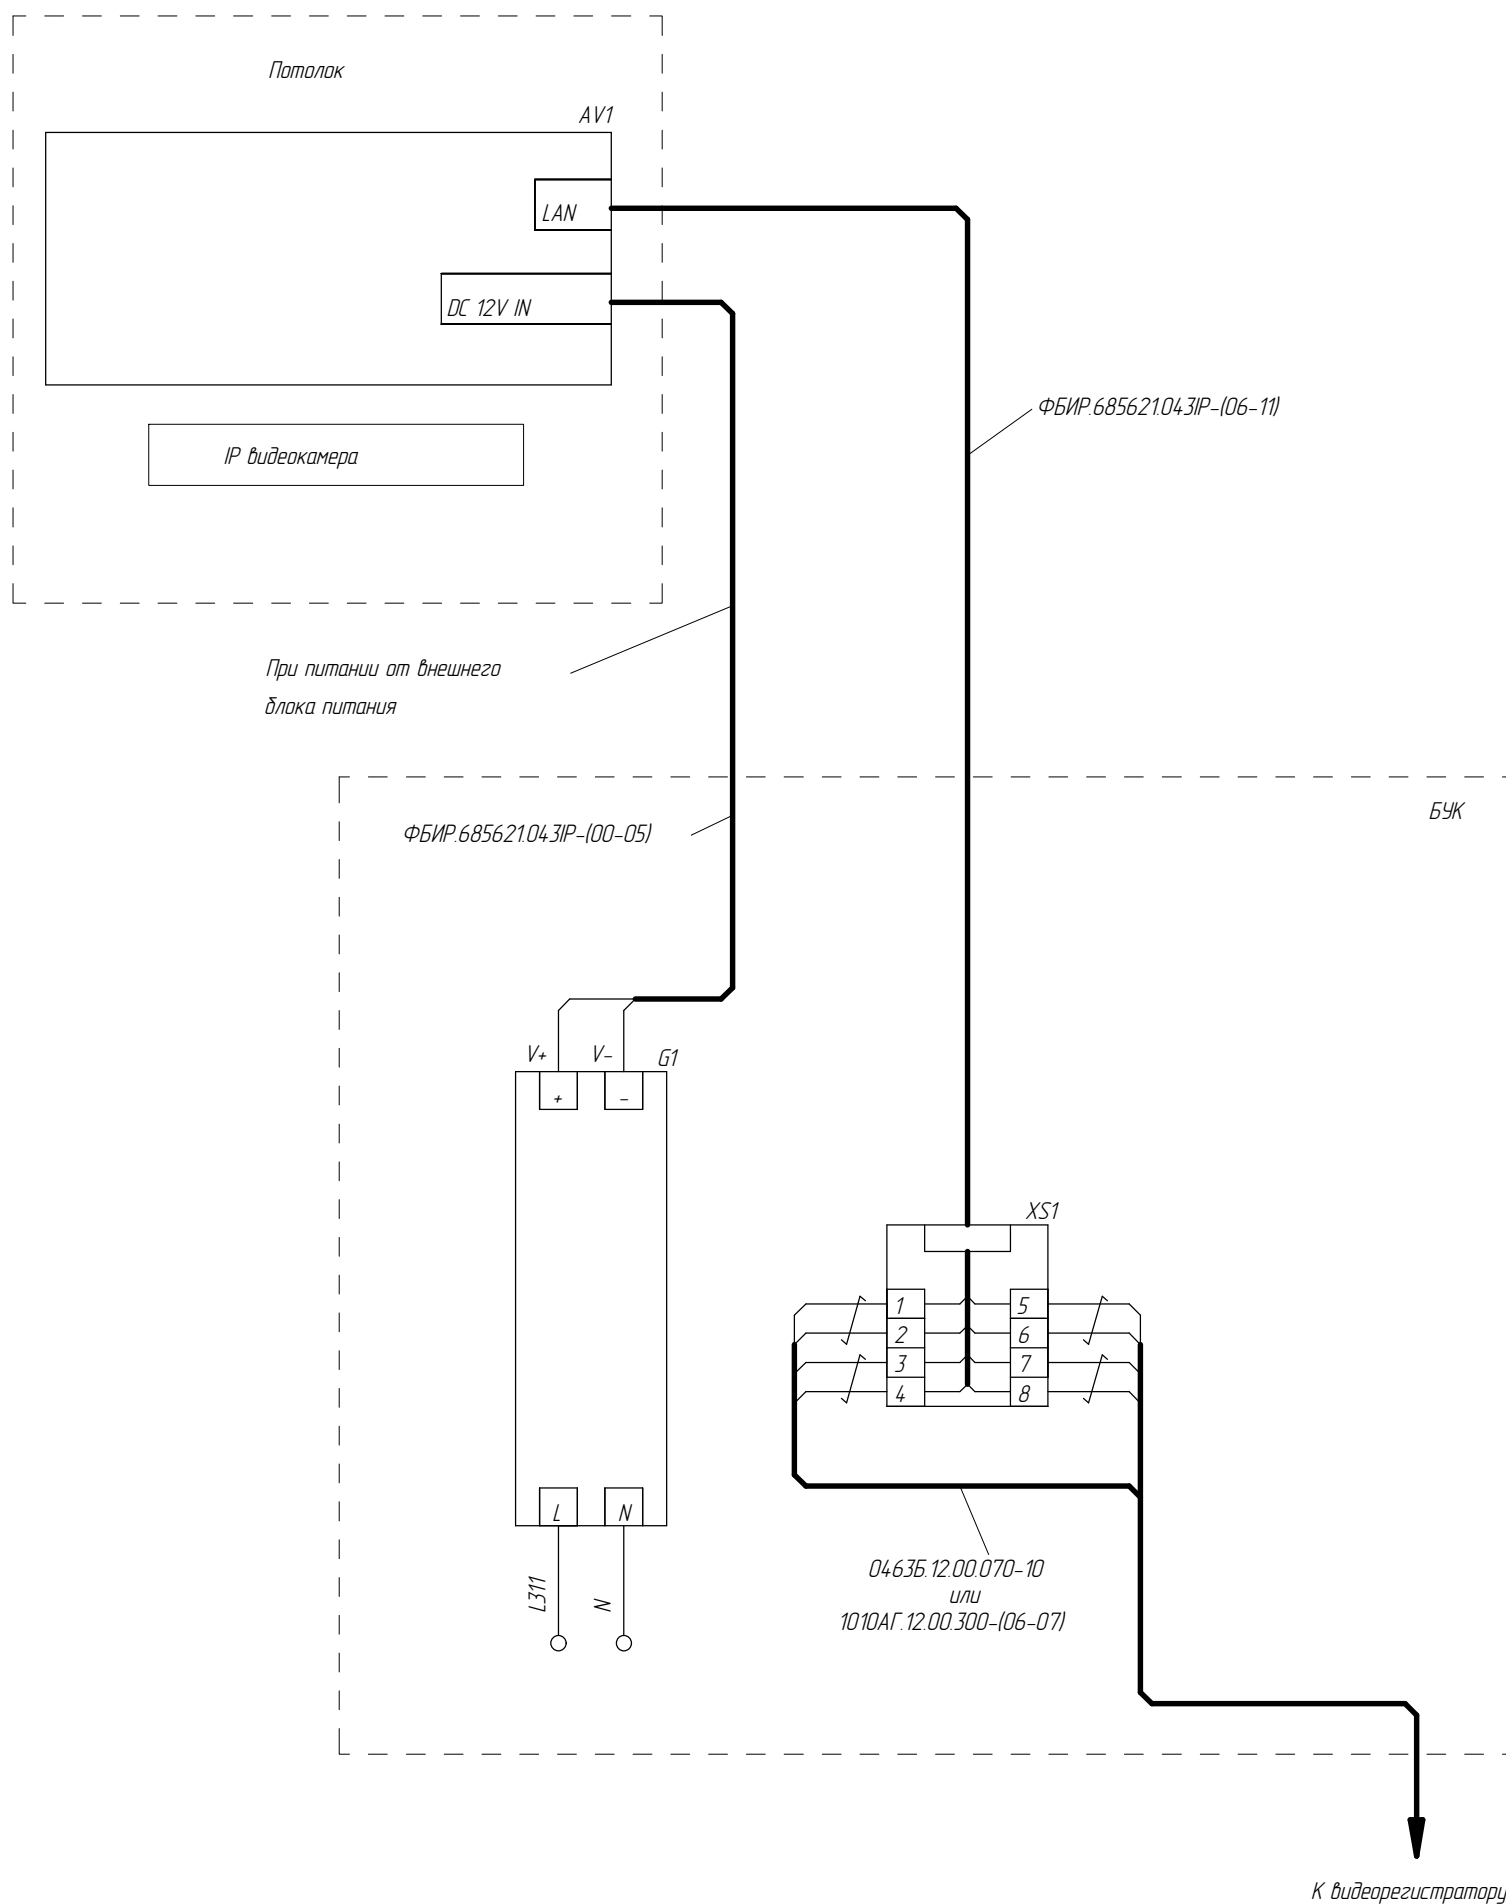 Потолок
AV1
LAN
DC 12V IN
IP видеокамера
ФБИР.685621.043IP-(06-11)
При питании от внешнего
блока питания
БУК
ФБИР.685621.043IP-(00-05)
V+
V-
G1
+
-
L
N
L311
N
XS1
1
5
2
6
3
7
4
8
0463Б.12.00.070-10
или
1010АГ.12.00.300-(06-07)
К видеорегистратору